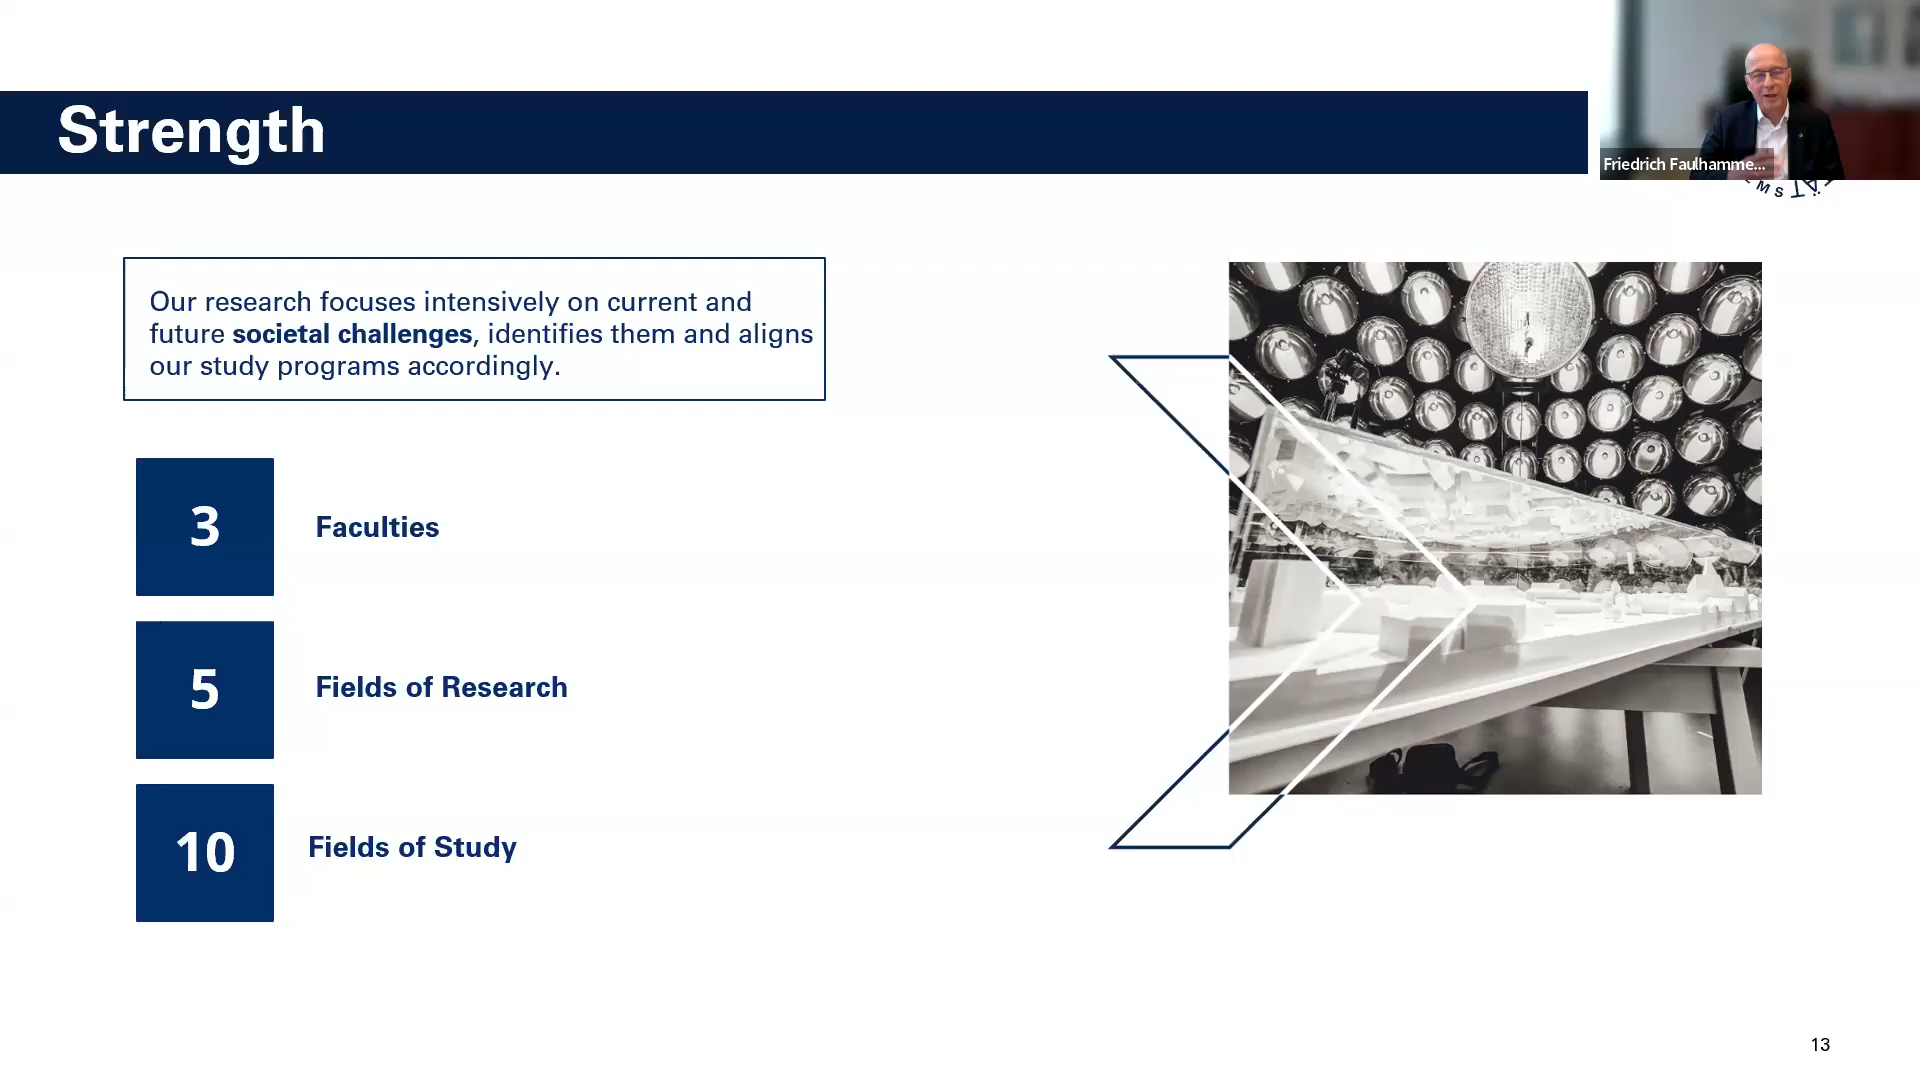 Strength
Friedrich Faulhamme...
Our research focuses intensively on current and
future societal challenges, identifies them and aligns
our study programs accordingly.
3
Faculties
5
Fields of Research
10
Fields of Study
13